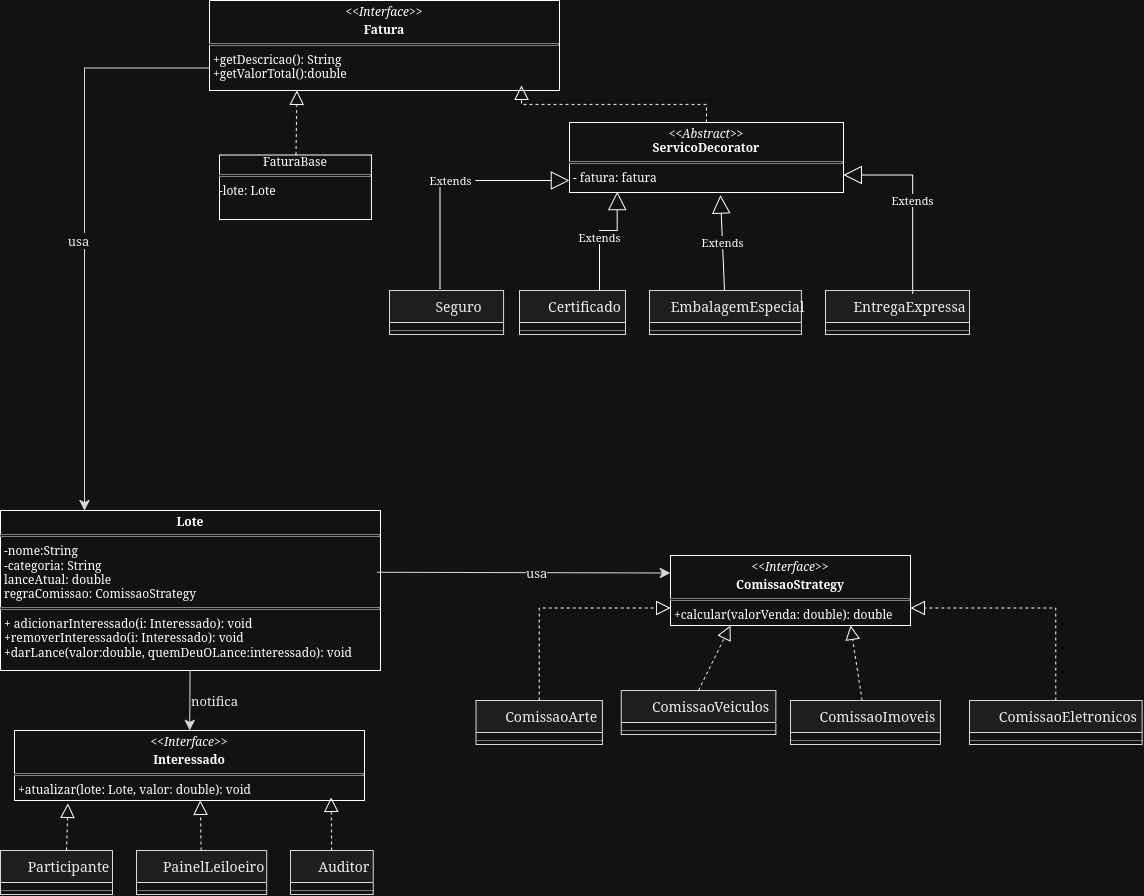 <<Interface>>
Fatura
+getDescricao(): String
+getValorTotal():double
<<Abstract>>
ServicoDecorator
- fatura: fatura
FaturaBase
-lote: Lote
Extends
Extends
Extends
Extends
usa
Seguro
Certificado
EmbalagemEspecial
EntregaExpressa
Lote
-nome:String
-categoria: String
lanceAtual: double
regraComissao: ComissaoStrategy
+ adicionarInteressado(i: Interessado): void
+removerInteressado(i: Interessado): void
+darLance(valor:double, quemDeuOLance:interessado): void
usa
<<Interface>>
ComissaoStrategy
+calcular(valorVenda: double): double
notifica
ComissaoArte
ComissaoVeiculos
ComissaoImoveis
ComissaoEletronicos
<<Interface>>
Interessado
+atualizar(lote: Lote, valor: double): void
Participante
PainelLeiloeiro
Auditor